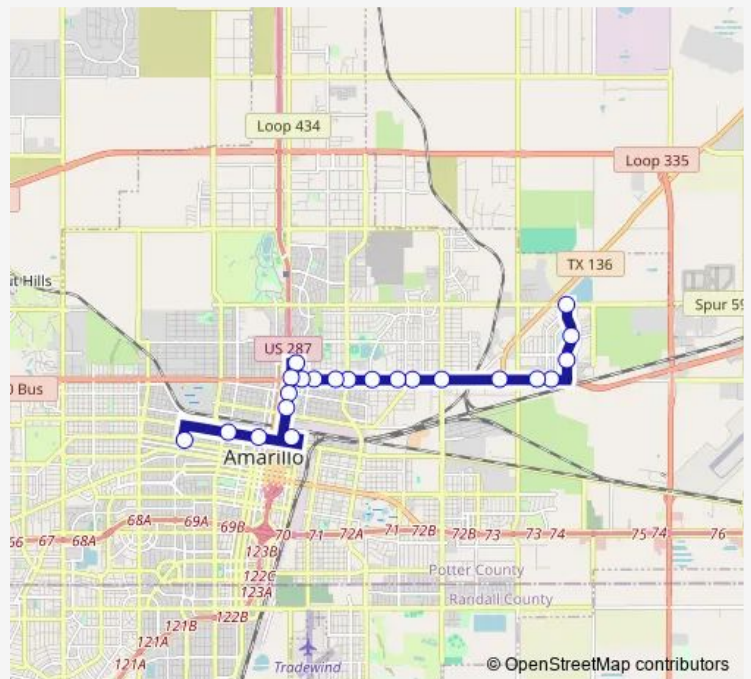 Loop 434
Loop 335
TX 136
ut Hills
Spur 59
US 287
0 Bus
Amarillo
68A
69A
66
67
68A
69B
70
71
72A
71
72B
72B
73
73
74
75
74
76
123B
122C
123A
Potter County
Randall County
122B
121B
121A
121A
Tradewind
© OpenStreetMap contributors